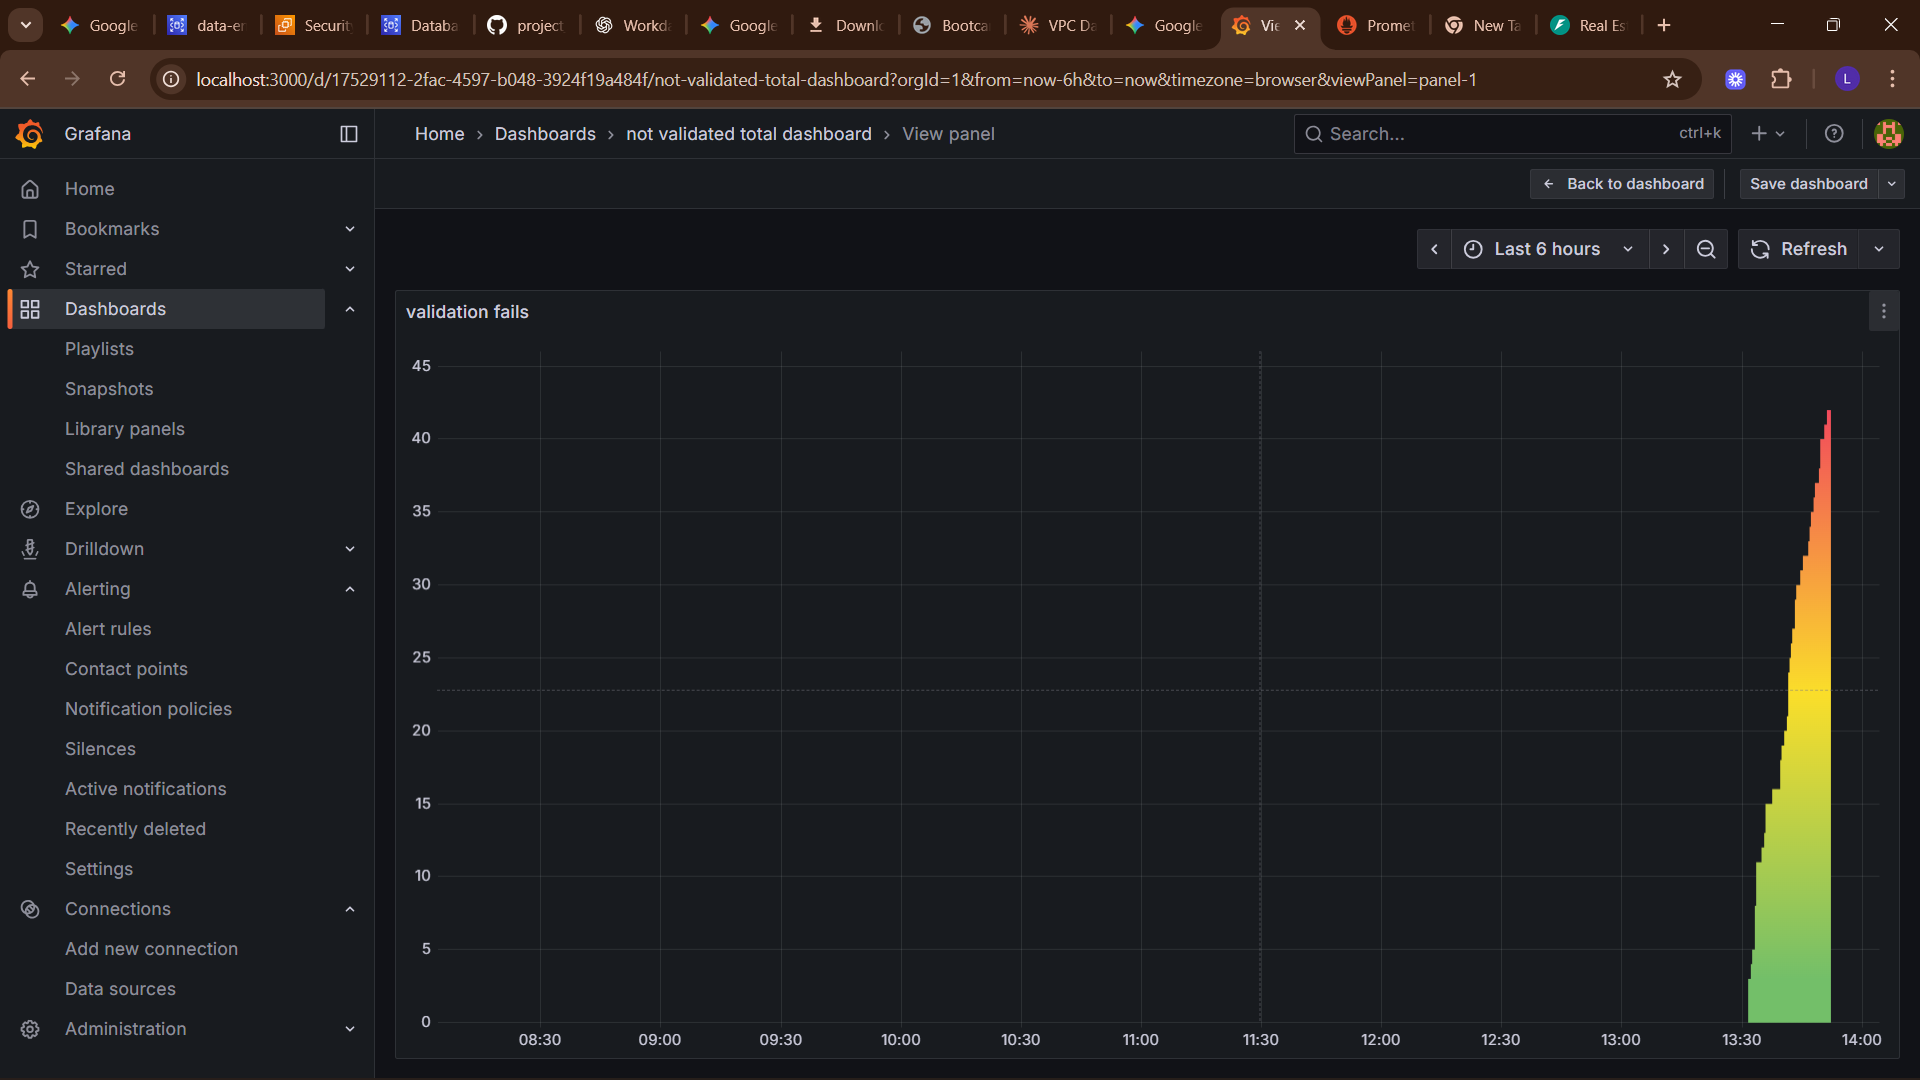 Google
data-en
Security
Databa
project
Workda
Google
Downlo
Bootca
VPC Da
Google
Vie
Promet
New Ta
Real Es
localhost:3000/d/17529112-2fac-4597-b048-3924f19a484f/not-validated-total-dashboard?orgId=1&from=now-6h&to=now&timezone=browser&viewPanel=panel-1
L
Grafana
Home › Dashboards › not validated total dashboard › View panel
Search...
ctrl+k
Back to dashboard
Save dashboard
Last 6 hours
Refresh
Home
Bookmarks
Starred
Dashboards
Playlists
Snapshots
Library panels
Shared dashboards
Explore
Drilldown
Alerting
Alert rules
Contact points
Notification policies
Silences
Active notifications
Recently deleted
Settings
Connections
Add new connection
Data sources
Administration
validation fails
45
40
35
30
25
20
15
10
5
0
08:30
09:00
09:30
10:00
10:30
11:00
11:30
12:00
12:30
13:00
13:30
14:00